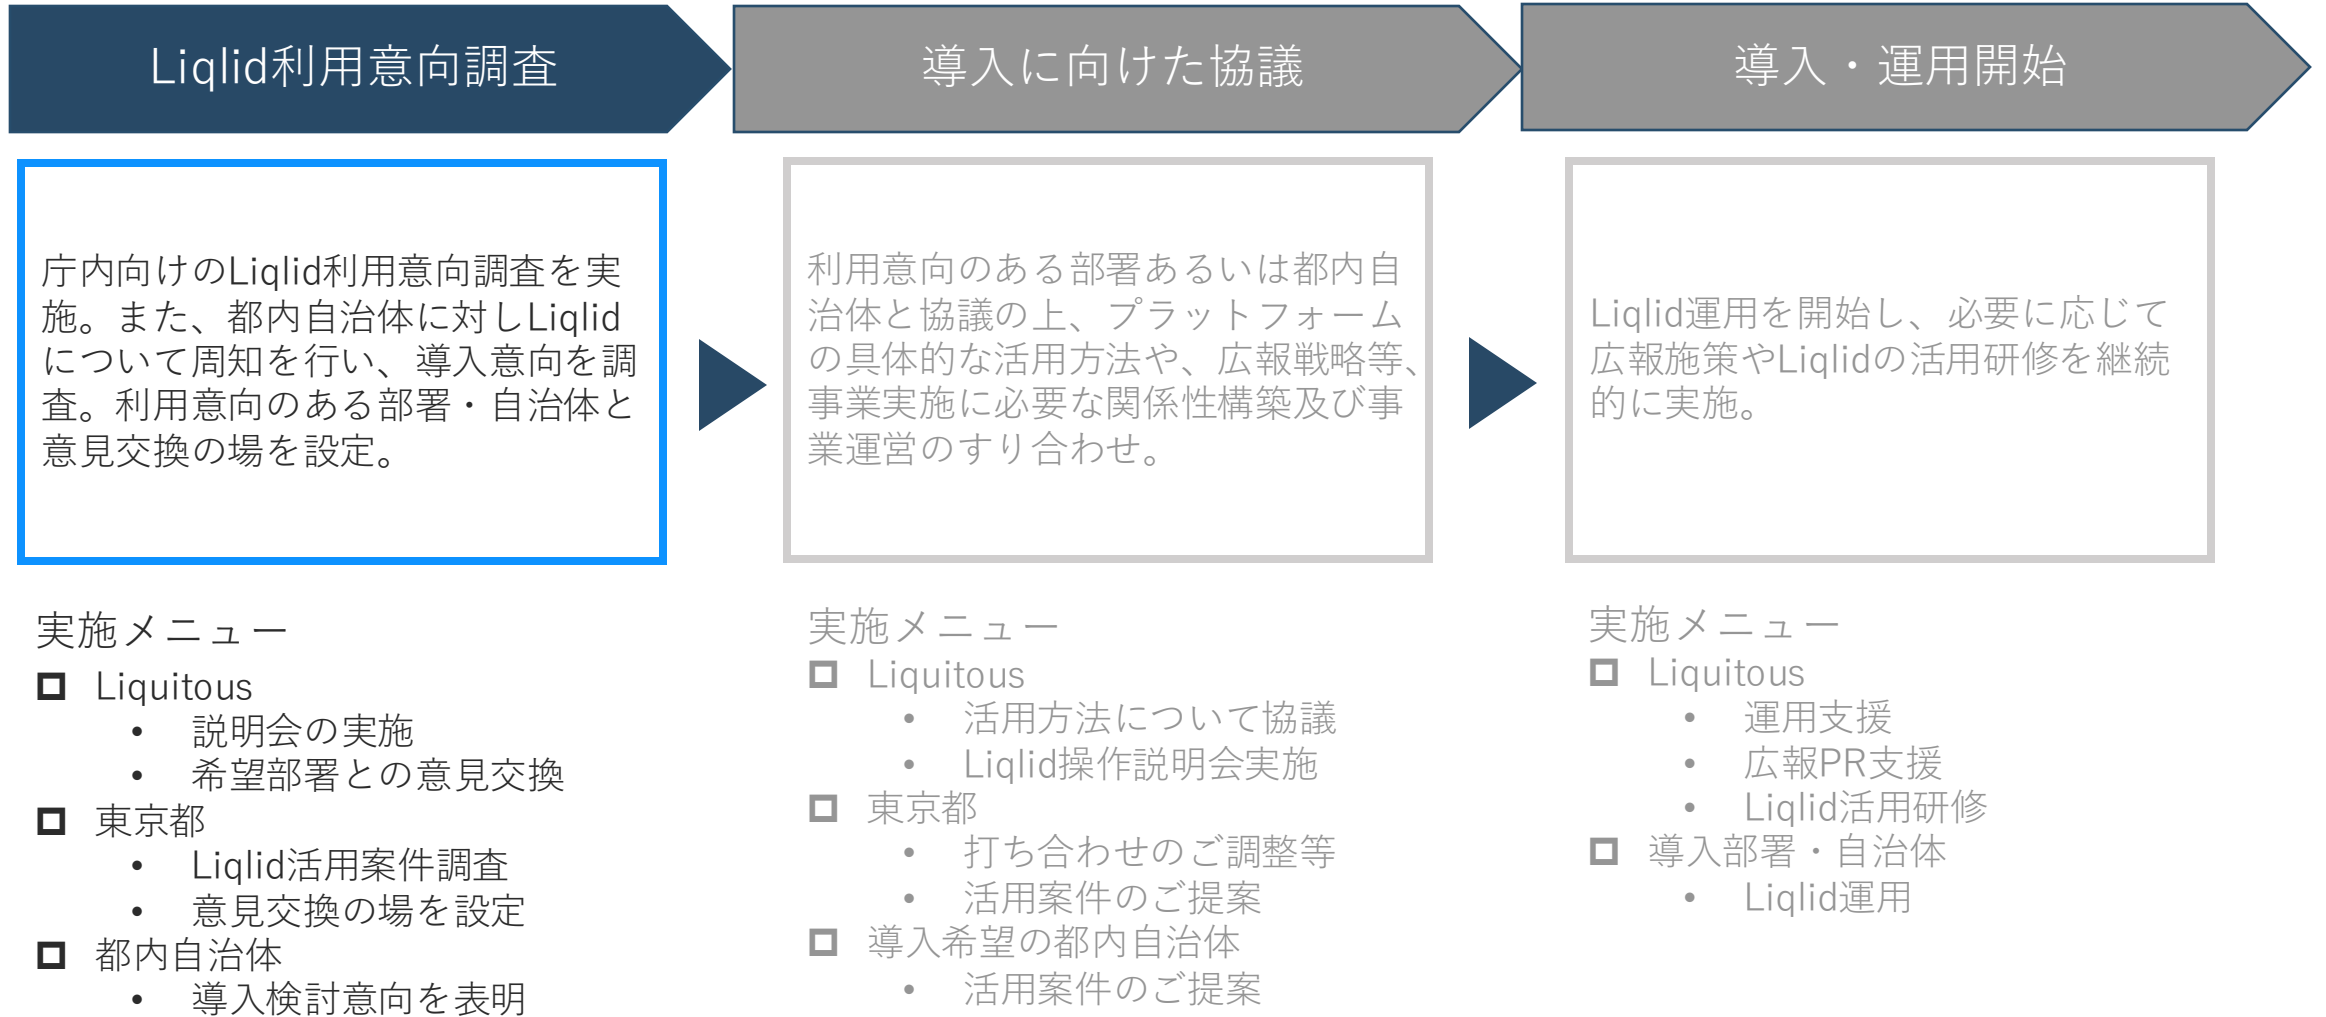 Liqlid利用意向調査
導入に向けた協議
導入・運用開始
庁内向けのLiqlid利用意向調査を実
施。また、都内自治体に対しLiqlid
について周知を行い、導入意向を調
査。利用意向のある部署・自治体と
意見交換の場を設定。
利用意向のある部署あるいは都内自
治体と協議の上、プラットフォーム
の具体的な活用方法や、広報戦略等、
事業実施に必要な関係性構築及び事
業運営のすり合わせ。
Liqlid運用を開始し、必要に応じて
広報施策やLiqlidの活用研修を継続
的に実施。
実施メニュー
Liquitous
• 説明会の実施
• 希望部署との意見交換
東京都
• Liqlid活用案件調査
• 意見交換の場を設定
都内自治体
• 導入検討意向を表明
実施メニュー
Liquitous
• 活用方法について協議
• Liqlid操作説明会実施
東京都
• 打ち合わせのご調整等
• 活用案件のご提案
導入希望の都内自治体
• 活用案件のご提案
実施メニュー
Liquitous
• 運用支援
• 広報PR支援
• Liqlid活用研修
導入部署・自治体
• Liqlid運用